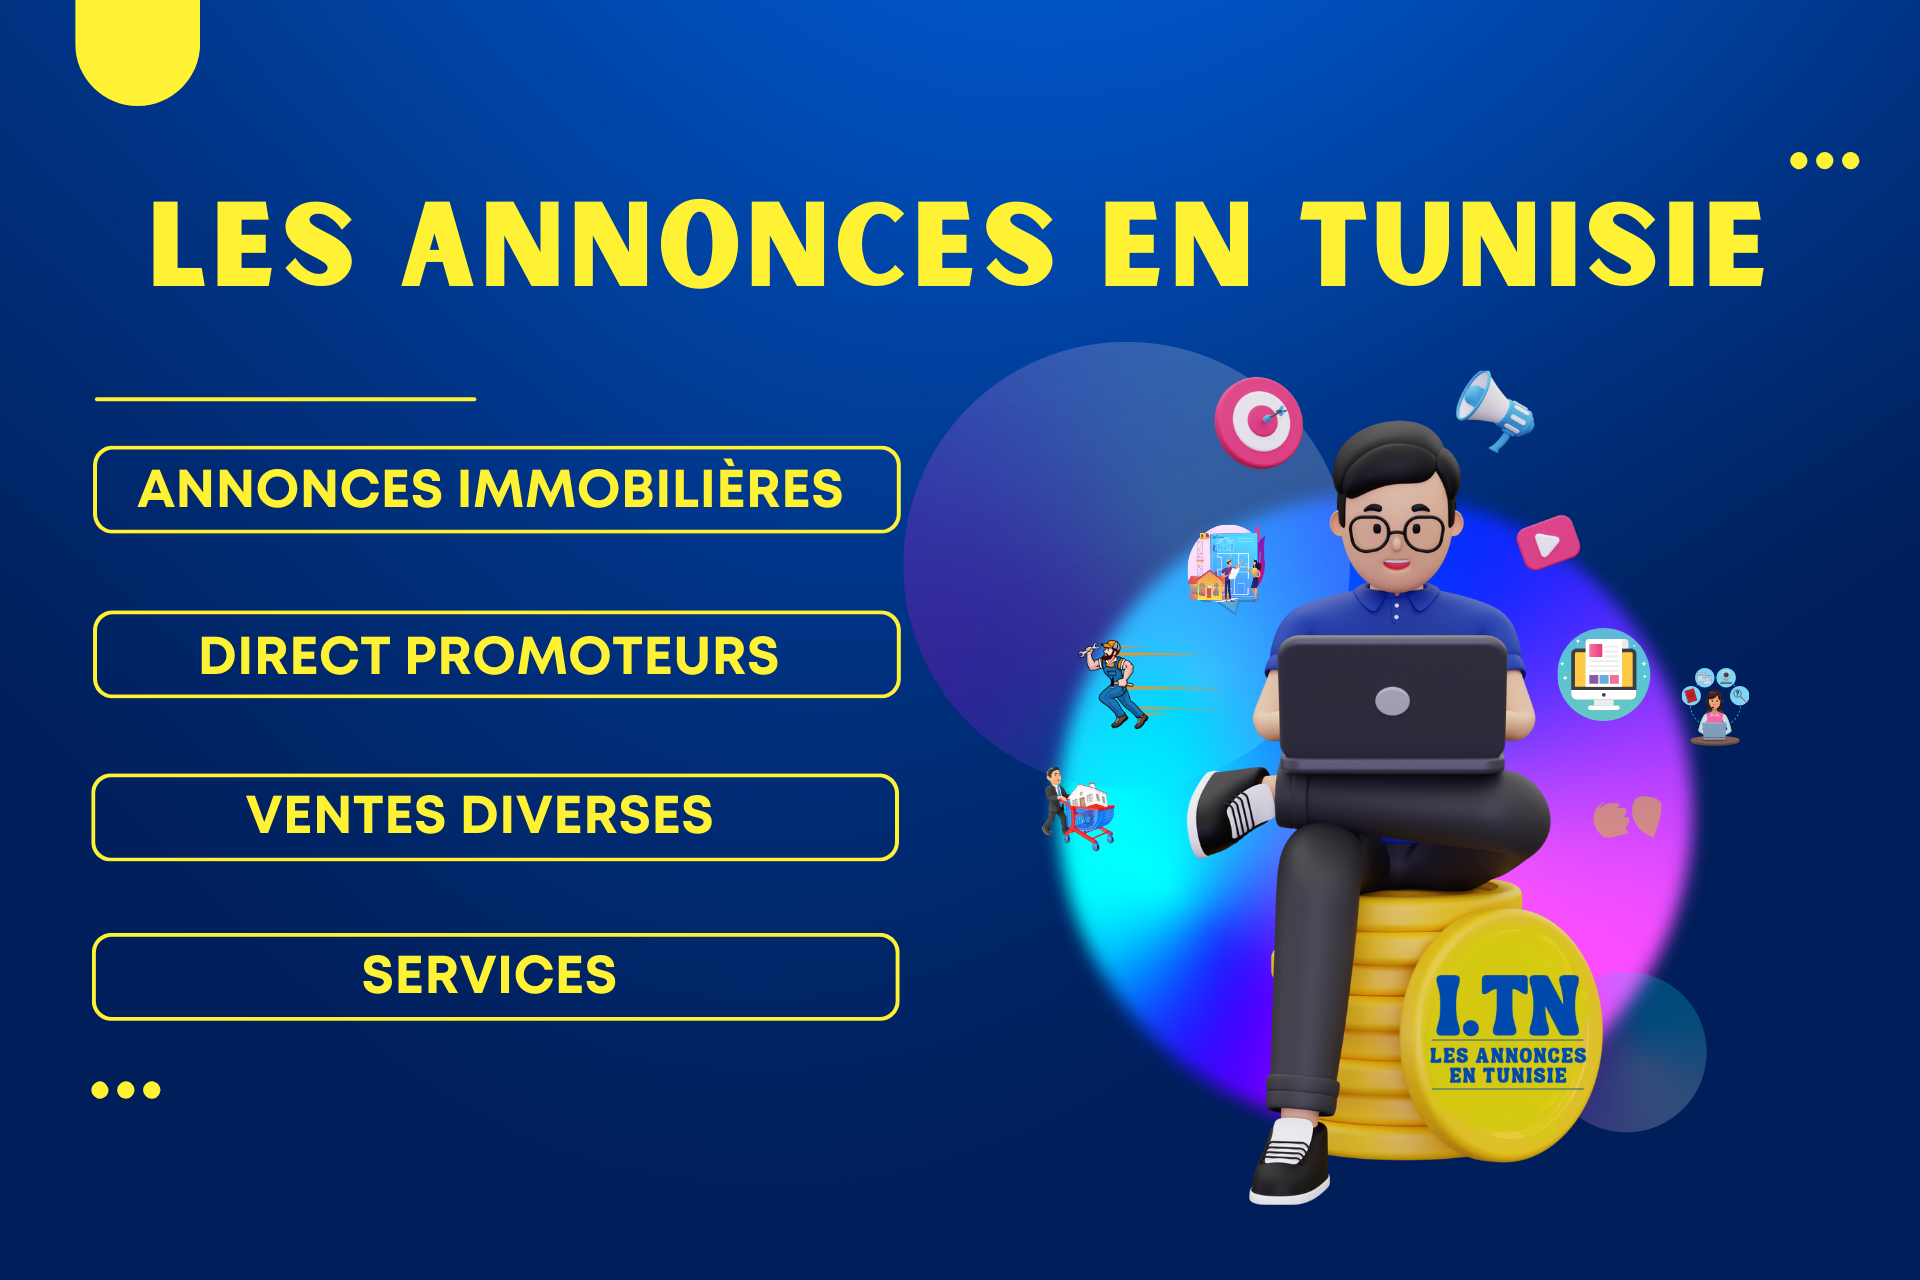 LES ANNONCES EN TUNISIE
ANNONCES IMMOBILIÈRES
DIRECT PROMOTEURS
VENTES DIVERSES
SERVICES
I.TN
LES ANNONCES
EN TUNISIE